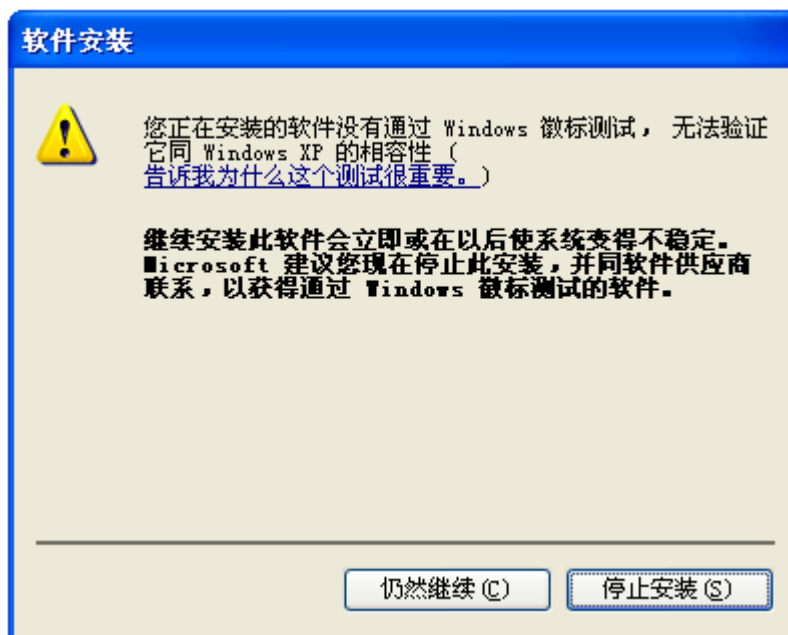 软件安装
您正在安装的软件没有通过 Windows 徽标测试， 无法验证
它同 Windows XP 的相容性 (
告诉我为什么这个测试很重要。)
继续安装此软件会立即或在以后使系统变得不稳定。
Microsoft 建议您现在停止此安装，并同软件供应商
联系，以获得通过 Windows 徽标测试的软件。
仍然继续(C)
停止安装(S)